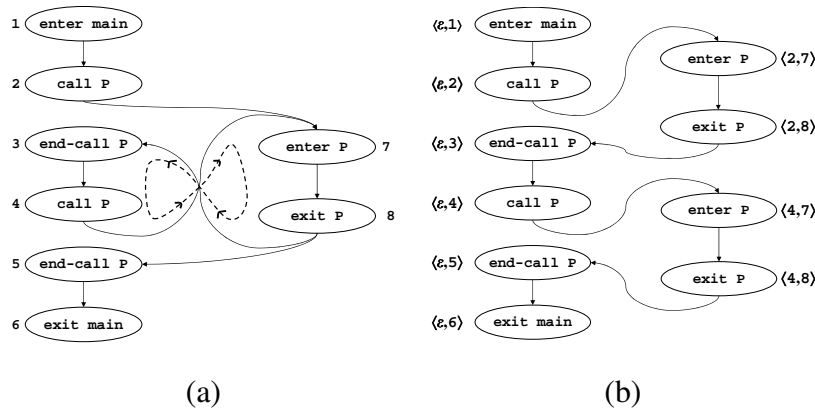 1 enter main
2 call P
3 end-call P
4 call P
5 end-call P
6 exit main
enter P 7
exit P 8
(a)
⟨ε,1⟩ enter main
⟨ε,2⟩ call P
⟨ε,3⟩ end-call P
⟨ε,4⟩ call P
⟨ε,5⟩ end-call P
⟨ε,6⟩ exit main
enter P ⟨2,7⟩
exit P ⟨2,8⟩
enter P ⟨4,7⟩
exit P ⟨4,8⟩
(b)